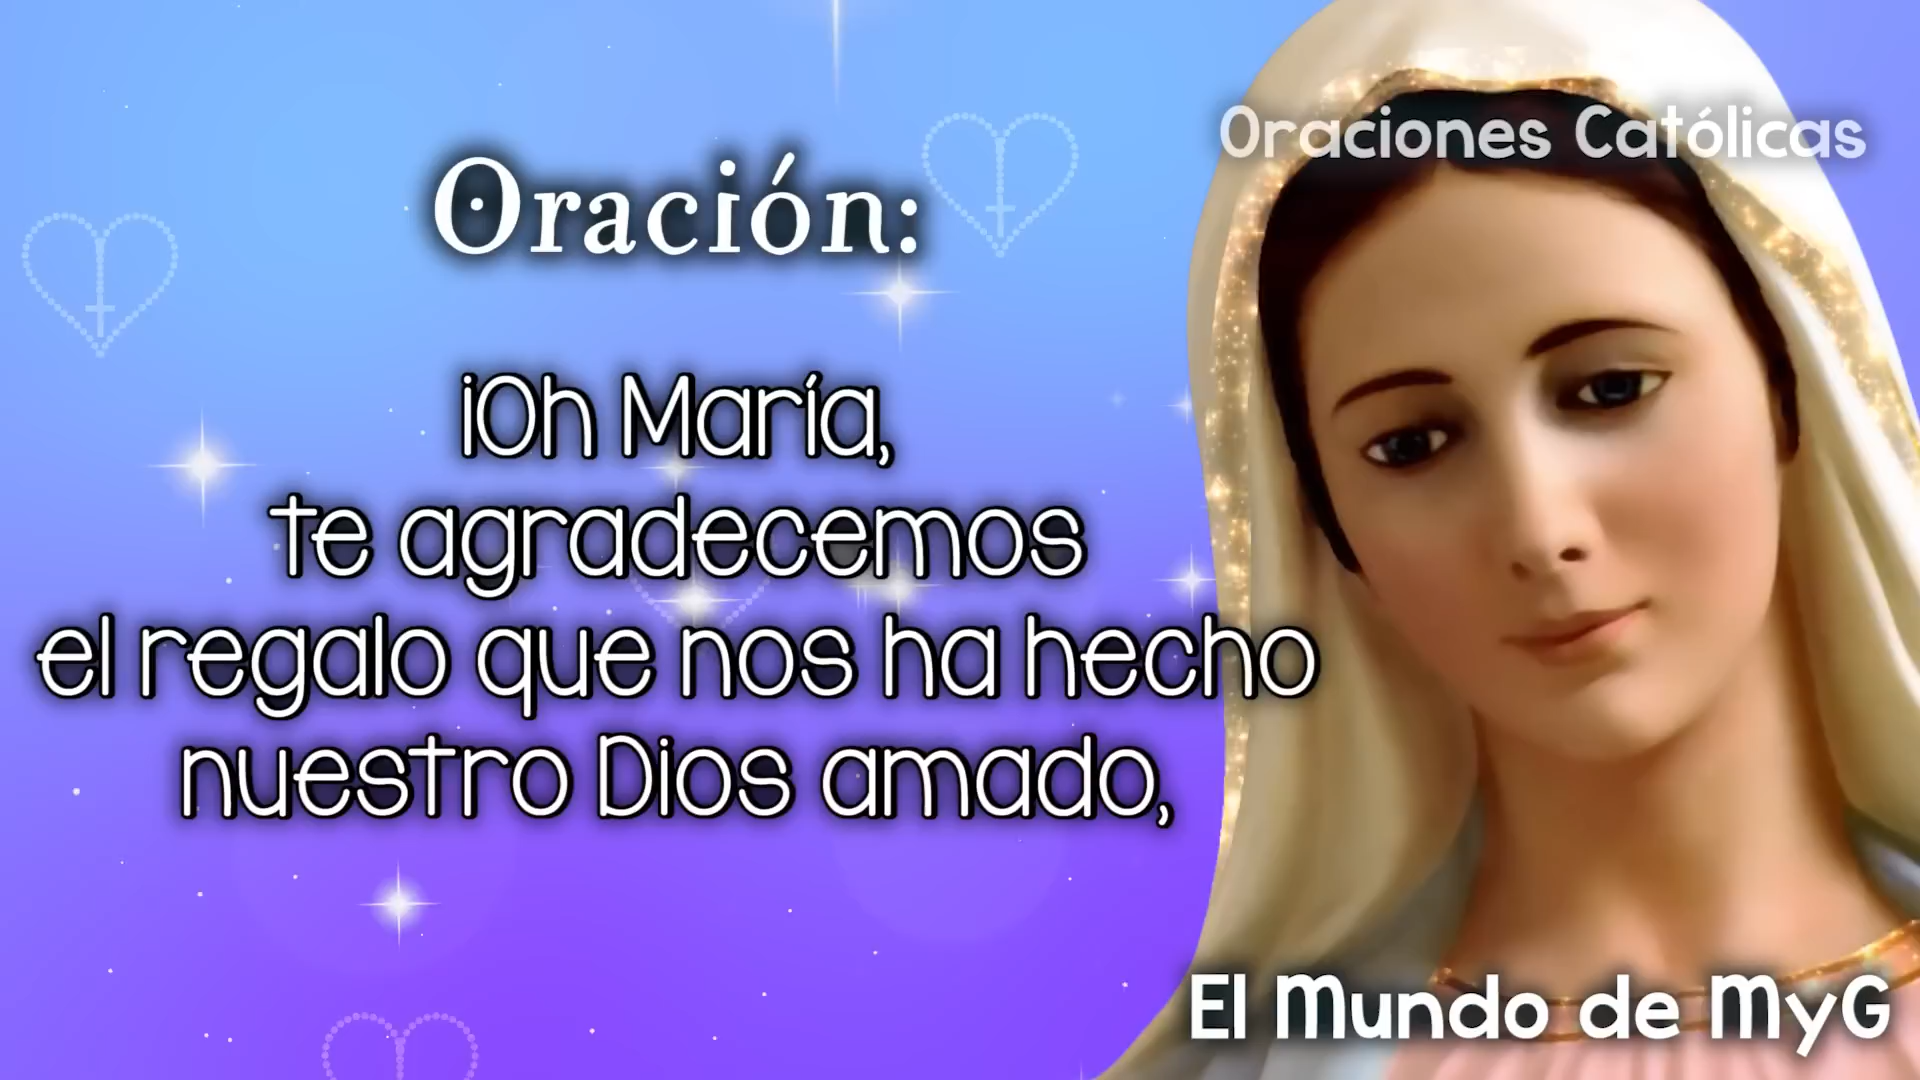 Oraciones Católicas
Oración:
¡Oh María,
te agradecemos
el regalo que nos ha hecho
nuestro Dios amado,
El Mundo de MyG